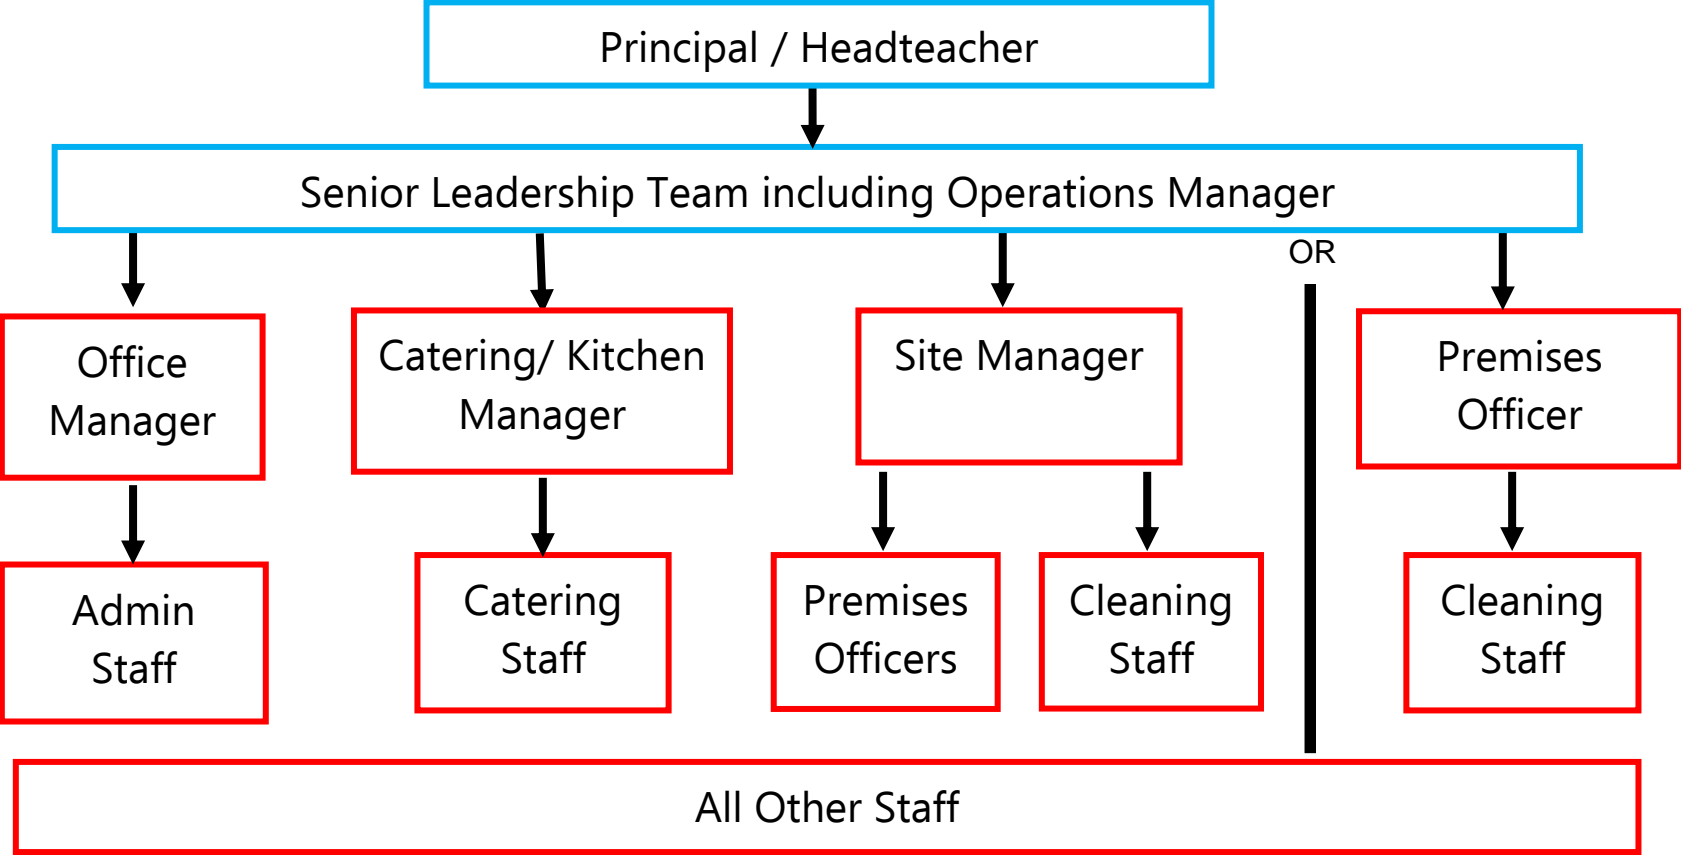 Principal / Headteacher
Senior Leadership Team including Operations Manager
OR
Office
Manager
Catering/ Kitchen
Manager
Site Manager
Premises
Officer
Admin
Staff
Catering
Staff
Premises
Officers
Cleaning
Staff
Cleaning
Staff
All Other Staff